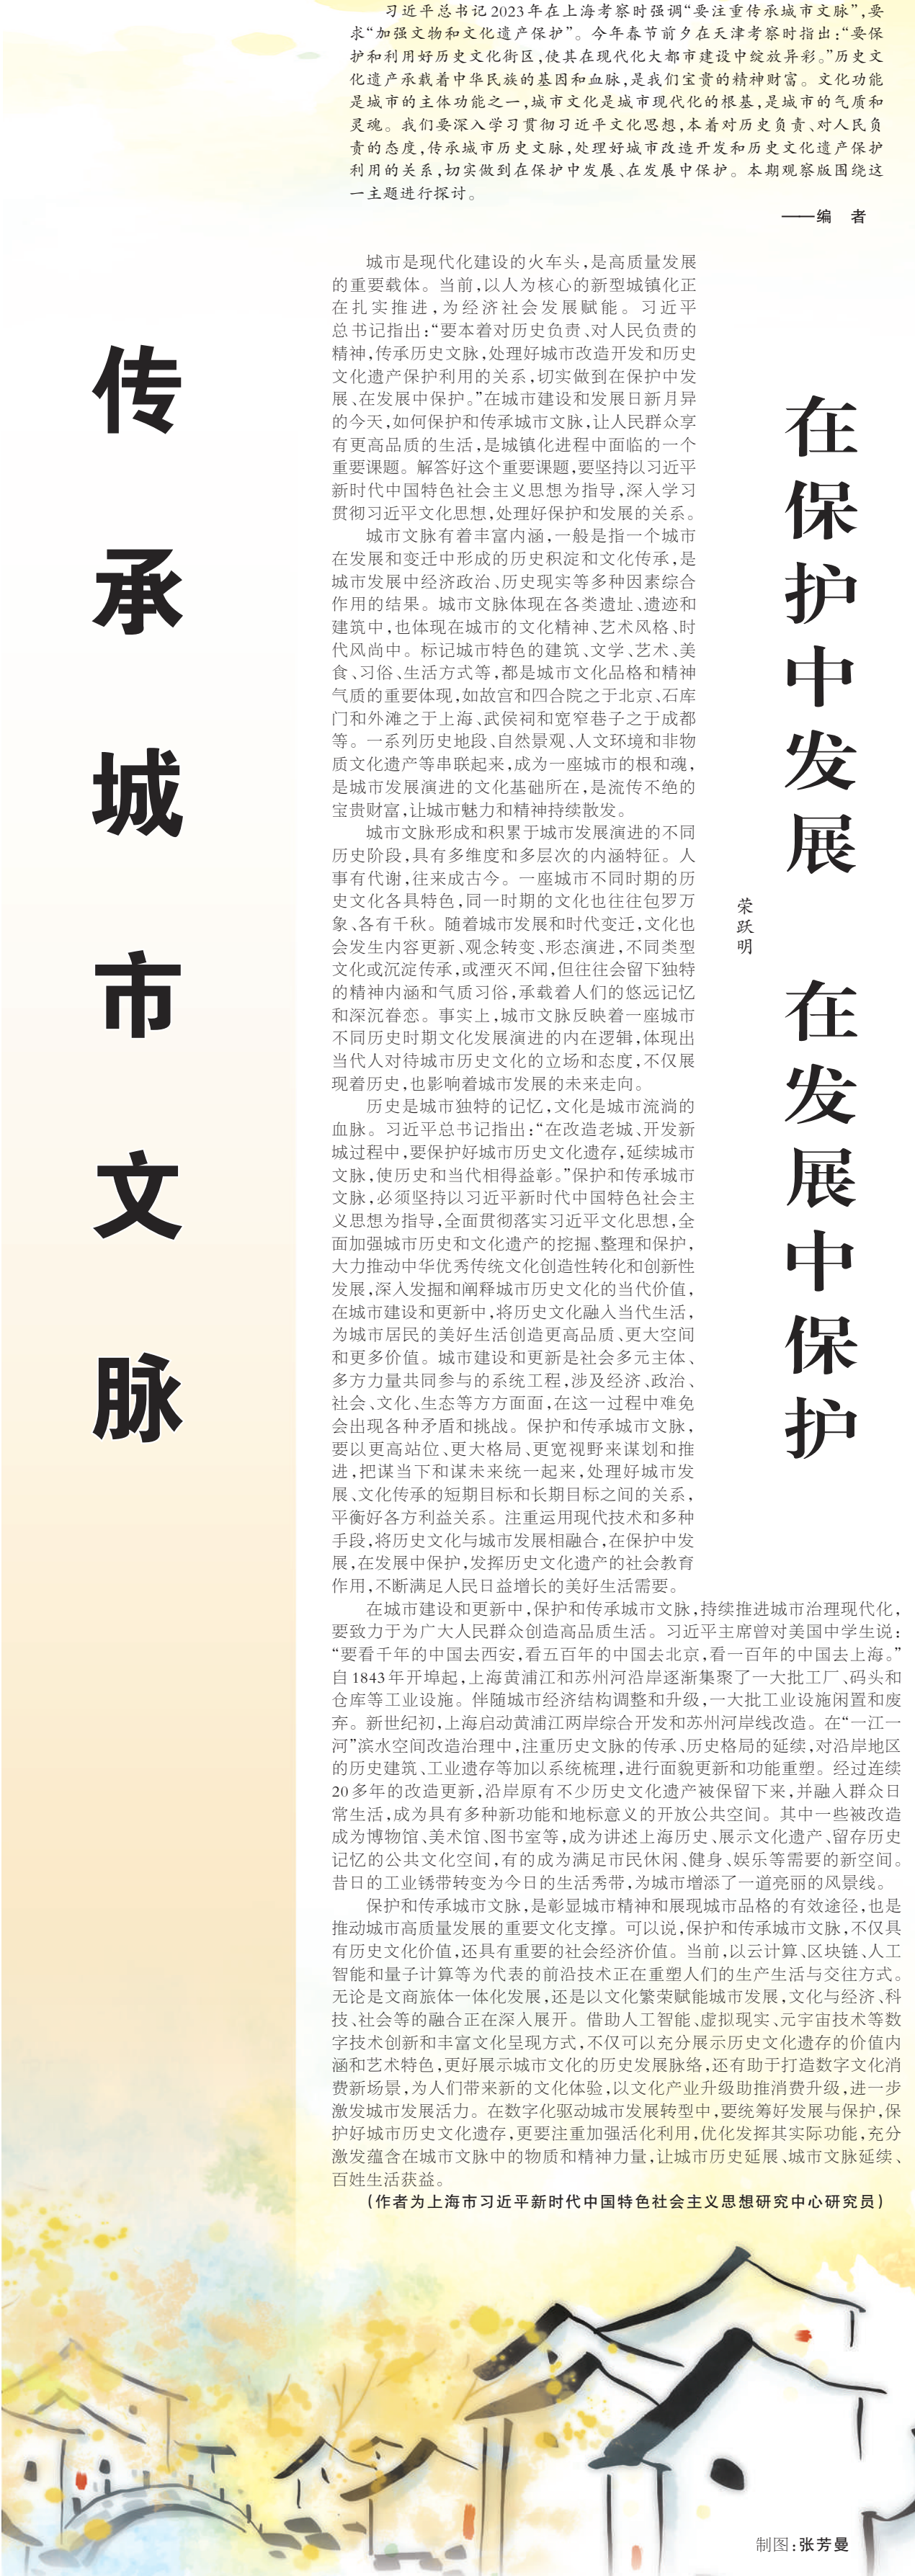 传承城市文脉
习近平总书记2023年在上海考察时强调“要注重传承城市文脉”,要
求“加强文物和文化遗产保护”。今年春节前夕在天津考察时指出:“要保
护和利用好历史文化街区,使其在现代化大都市建设中绽放异彩。”历史文
化遗产承载着中华民族的基因和血脉,是我们宝贵的精神财富。文化功能
是城市的主体功能之一,城市文化是城市现代化的根基,是城市的气质和
灵魂。我们要深入学习贯彻习近平文化思想,本着对历史负责、对人民负
责的态度,传承城市历史文脉,处理好城市改造开发和历史文化遗产保护
利用的关系,切实做到在保护中发展、在发展中保护。本期观察版围绕这
一主题进行探讨。
——编 者
在保护中发展 在发展中保护
荣跃明
城市是现代化建设的火车头,是高质量发展
的重要载体。当前,以人为核心的新型城镇化正
在扎实推进,为经济社会发展赋能。习近平
总书记指出:“要本着对历史负责、对人民负责的
精神,传承历史文脉,处理好城市改造开发和历史
文化遗产保护利用的关系,切实做到在保护中发
展、在发展中保护。”在城市建设和发展日新月异
的今天,如何保护和传承城市文脉,让人民群众享
有更高品质的生活,是城镇化进程中面临的一个
重要课题。解答好这个重要课题,要坚持以习近平
新时代中国特色社会主义思想为指导,深入学习
贯彻习近平文化思想,处理好保护和发展的关系。
城市文脉有着丰富内涵,一般是指一个城市
在发展和变迁中形成的历史积淀和文化传承,是
城市发展中经济政治、历史现实等多种因素综合
作用的结果。城市文脉体现在各类遗址、遗迹和
建筑中,也体现在城市的文化精神、艺术风格、时
代风尚中。标记城市特色的建筑、文学、艺术、美
食、习俗、生活方式等,都是城市文化品格和精神
气质的重要体现,如故宫和四合院之于北京、石库
门和外滩之于上海、武侯祠和宽窄巷子之于成都
等。一系列历史地段、自然景观、人文环境和非物
质文化遗产等串联起来,成为一座城市的根和魂,
是城市发展演进的文化基础所在,是流传不绝的
宝贵财富,让城市魅力和精神持续散发。
城市文脉形成和积累于城市发展演进的不同
历史阶段,具有多维度和多层次的内涵特征。人
事有代谢,往来成古今。一座城市不同时期的历
史文化各具特色,同一时期的文化也往往包罗万
象、各有千秋。随着城市发展和时代变迁,文化也
会发生内容更新、观念转变、形态演进,不同类型
文化或沉淀传承,或湮灭不闻,但往往会留下独特
的精神内涵和气质习俗,承载着人们的悠远记忆
和深沉眷恋。事实上,城市文脉反映着一座城市
不同历史时期文化发展演进的内在逻辑,体现出
当代人对待城市历史文化的立场和态度,不仅展
现着历史,也影响着城市发展的未来走向。
历史是城市独特的记忆,文化是城市流淌的
血脉。习近平总书记指出:“在改造老城、开发新
城过程中,要保护好城市历史文化遗存,延续城市
文脉,使历史和当代相得益彰。”保护和传承城市
文脉,必须坚持以习近平新时代中国特色社会主
义思想为指导,全面贯彻落实习近平文化思想,全
面加强城市历史和文化遗产的挖掘、整理和保护,
大力推动中华优秀传统文化创造性转化和创新性
发展,深入发掘和阐释城市历史文化的当代价值,
在城市建设和更新中,将历史文化融入当代生活,
为城市居民的美好生活创造更高品质、更大空间
和更多价值。城市建设和更新是社会多元主体、
多方力量共同参与的系统工程,涉及经济、政治、
社会、文化、生态等方方面面,在这一过程中难免
会出现各种矛盾和挑战。保护和传承城市文脉,
要以更高站位、更大格局、更宽视野来谋划和推
进,把谋当下和谋未来统一起来,处理好城市发
展、文化传承的短期目标和长期目标之间的关系,
平衡好各方利益关系。注重运用现代技术和多种
手段,将历史文化与城市发展相融合,在保护中发
展,在发展中保护,发挥历史文化遗产的社会教育
作用,不断满足人民日益增长的美好生活需要。
在城市建设和更新中,保护和传承城市文脉,持续推进城市治理现代化,
要致力于为广大人民群众创造高品质生活。习近平主席曾对美国中学生说:
“要看千年的中国去西安,看五百年的中国去北京,看一百年的中国去上海。”
自1843年开埠起,上海黄浦江和苏州河沿岸逐渐集聚了一大批工厂、码头和
仓库等工业设施。伴随城市经济结构调整和升级,一大批工业设施闲置和废
弃。新世纪初,上海启动黄浦江两岸综合开发和苏州河岸线改造。在“一江一
河”滨水空间改造治理中,注重历史文脉的传承、历史格局的延续,对沿岸地区
的历史建筑、工业遗存等加以系统梳理,进行面貌更新和功能重塑。经过连续
20多年的改造更新,沿岸原有不少历史文化遗产被保留下来,并融入群众日
常生活,成为具有多种新功能和地标意义的开放公共空间。其中一些被改造
成为博物馆、美术馆、图书室等,成为讲述上海历史、展示文化遗产、留存历史
记忆的公共文化空间,有的成为满足市民休闲、健身、娱乐等需要的新空间。
昔日的工业锈带转变为今日的生活秀带,为城市增添了一道亮丽的风景线。
保护和传承城市文脉,是彰显城市精神和展现城市品格的有效途径,也是
推动城市高质量发展的重要文化支撑。可以说,保护和传承城市文脉,不仅具
有历史文化价值,还具有重要的社会经济价值。当前,以云计算、区块链、人工
智能和量子计算等为代表的前沿技术正在重塑人们的生产生活与交往方式。
无论是文商旅体一体化发展,还是以文化繁荣赋能城市发展,文化与经济、科
技、社会等的融合正在深入展开。借助人工智能、虚拟现实、元宇宙技术等数
字技术创新和丰富文化呈现方式,不仅可以充分展示历史文化遗存的价值内
涵和艺术特色,更好展示城市文化的历史发展脉络,还有助于打造数字文化消
费新场景,为人们带来新的文化体验,以文化产业升级助推消费升级,进一步
激发城市发展活力。在数字化驱动城市发展转型中,要统筹好发展与保护,保
护好城市历史文化遗存,更要注重加强活化利用,优化发挥其实际功能,充分
激发蕴含在城市文脉中的物质和精神力量,让城市历史延展、城市文脉延续、
百姓生活获益。
(作者为上海市习近平新时代中国特色社会主义思想研究中心研究员)
制图:张芳曼